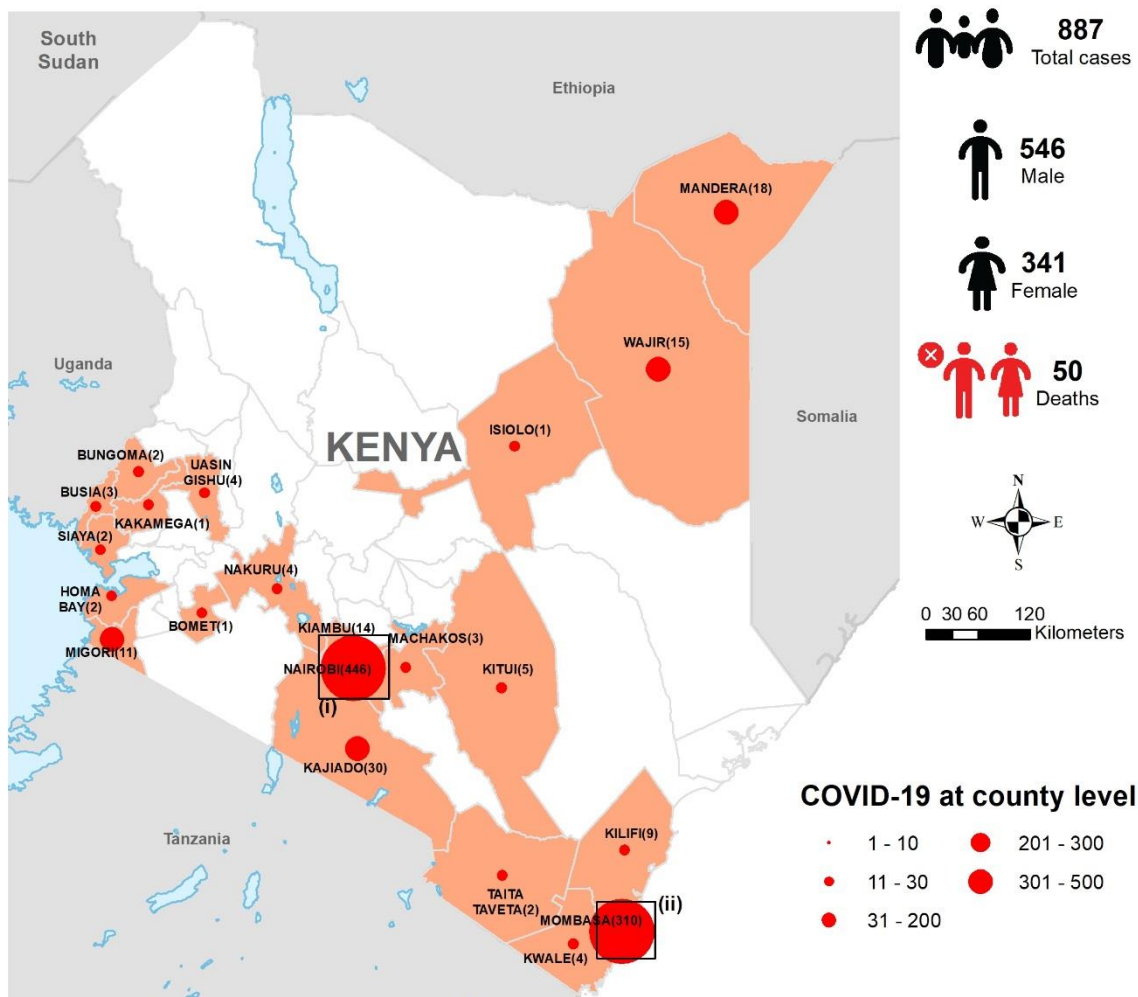 South
Sudan
Ethiopia
887
Total cases
546
Male
MANDERA(18)
341
Female
WAJIR(15)
Uganda
50
Deaths
Somalia
ISIOLO(1)
KENYA
BUNGOMA(2)
UASIN
GISHU(4)
BUSIA(3)
KAKAMEGA(1)
SIAYA(2)
N
W
E
S
NAKURU(4)
HOMA
BAY(2)
BOMET(1)
KIAMBU(14)
MACHAKOS(3)
MIGORI(11)
NAIROBI(446)
KITUI(5)
(i)
0 30 60 120
Kilometers
KAJIADO(30)
Tanzania
KILIFI(9)
TAITA
TAVETA(2)
MOMBASA(310)
(ii)
KWALE(4)
COVID-19 at county level
1 - 10
11 - 30
31 - 200
201 - 300
301 - 500